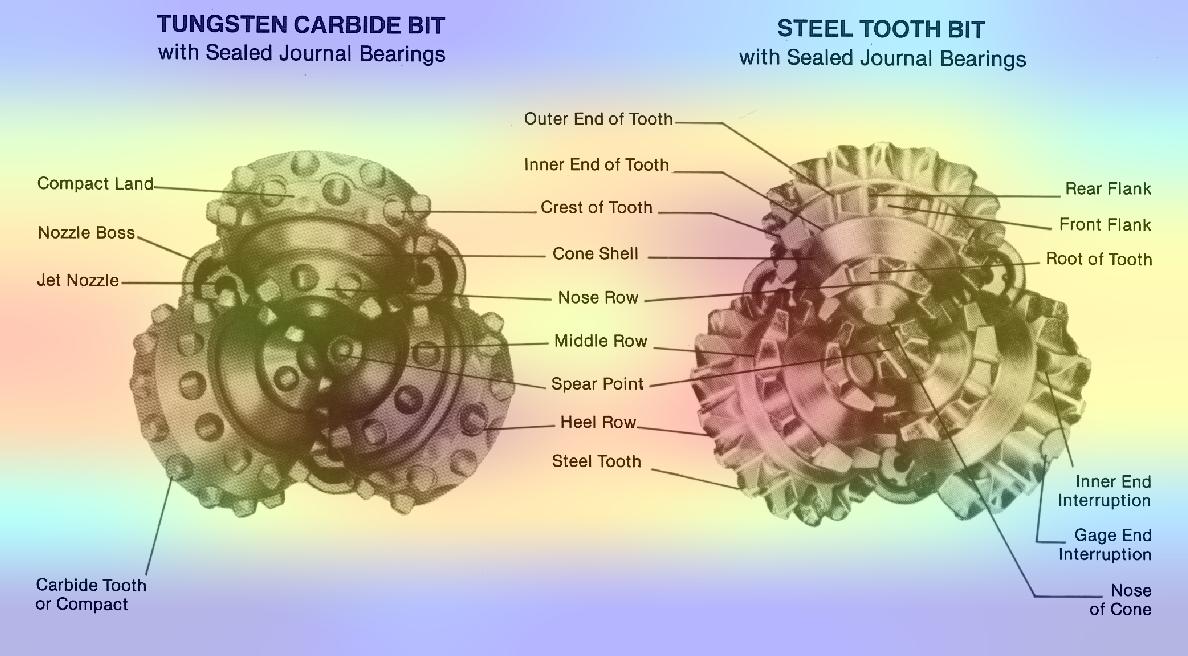 TUNGSTEN CARBIDE BIT
with Sealed Journal Bearings
STEEL TOOTH BIT
with Sealed Journal Bearings
Compact Land
Nozzle Boss
Jet Nozzle
Carbide Tooth
or Compact
Outer End of Tooth
Inner End of Tooth
Crest of Tooth
Cone Shell
Nose Row
Middle Row
Spear Point
Heel Row
Steel Tooth
Rear Flank
Front Flank
Root of Tooth
Inner End
Interruption
Gage End
Interruption
Nose
of Cone